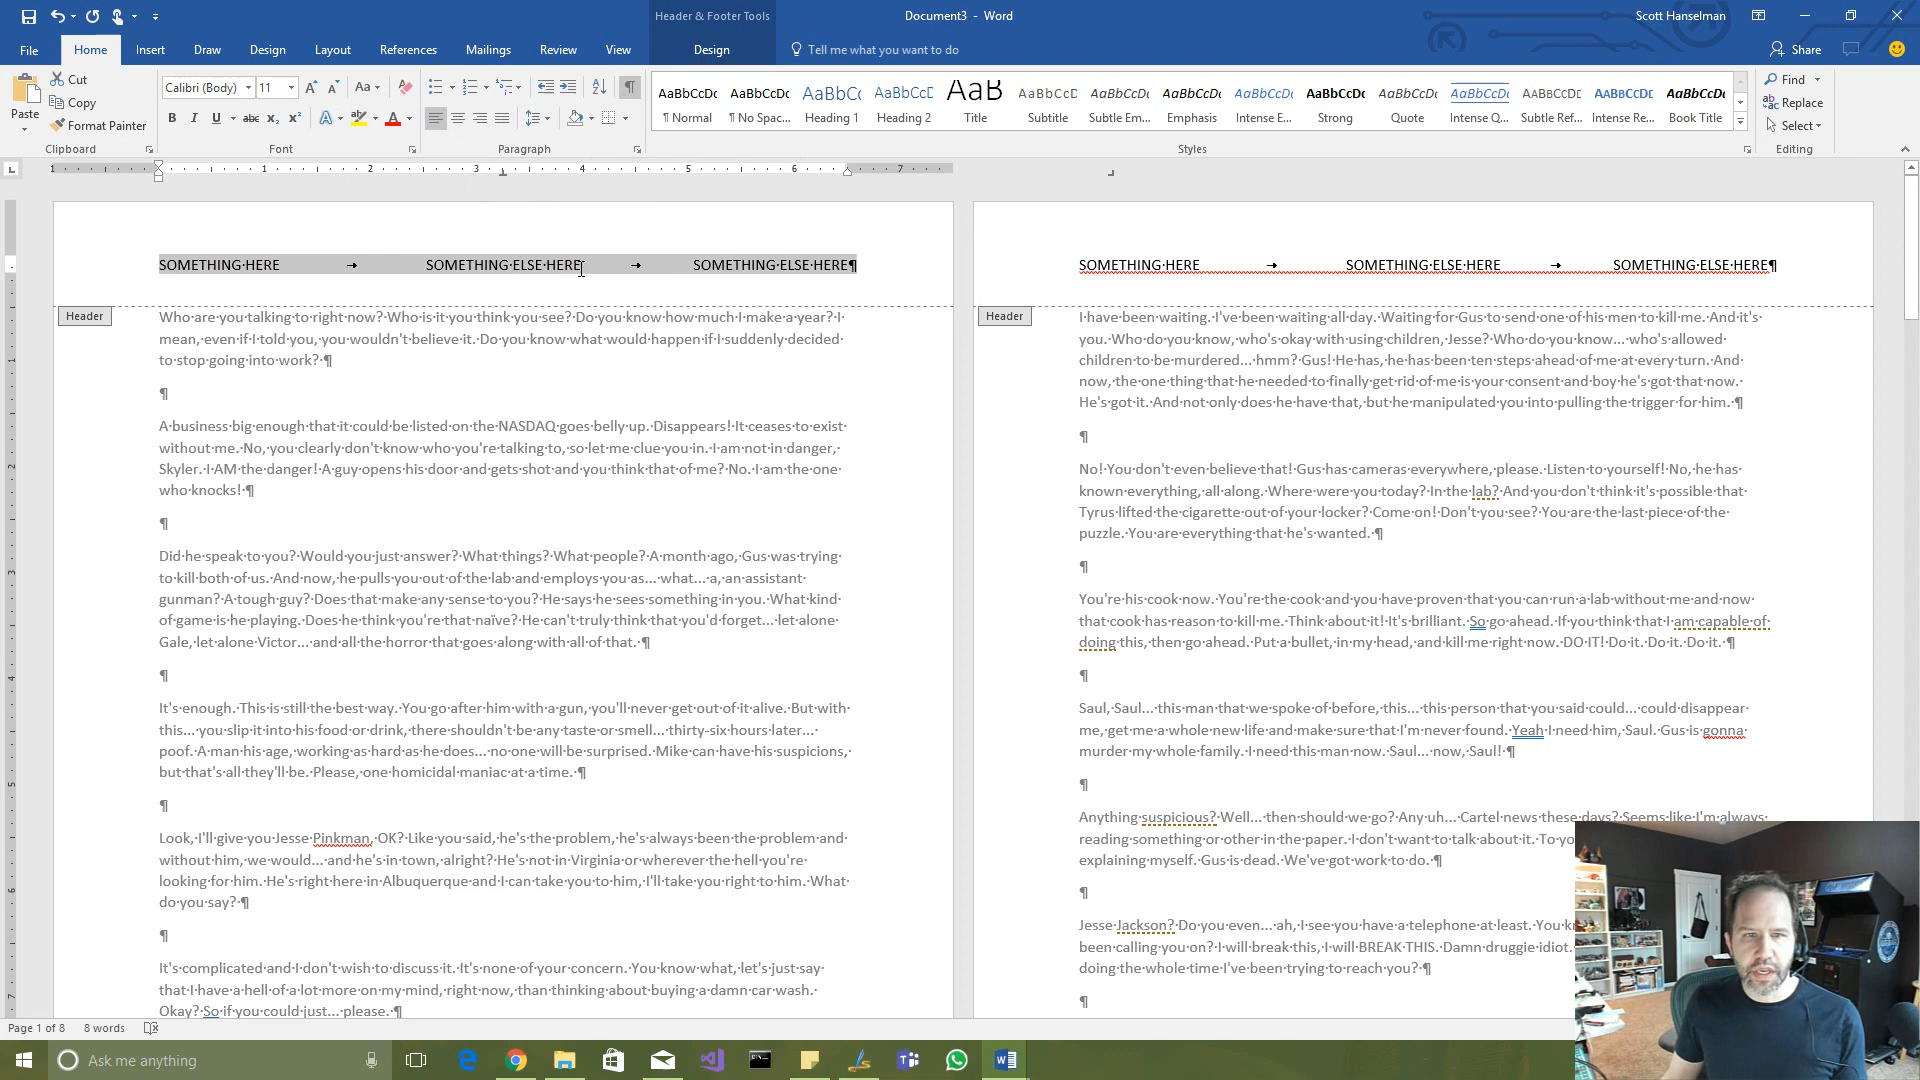 Header & Footer Tools
Document3 - Word
Scott Hanselman
File Home Insert Draw Design Layout References Mailings Review View Design Tell me what you want to do Share
Paste
Cut
Copy
Format Painter
Clipboard
Calibri (Body) 11
Aa
B I U abc x₂ x² A A
Font
Paragraph
AaBbCcDc AaBbCcDc AaBbCc AaBbCcD AaB AaBbCcD AaBbCcDc AaBbCcDc AaBbCcDc AaBbCcDc AaBbCcDc AaBbCcDc AaBbCcDc AaBbCcDc AaBbCcDc
¶ Normal ¶ No Spac... Heading 1 Heading 2 Title Subtitle Subtle Em... Emphasis Intense E... Strong Quote Intense Q... Subtle Ref... Intense Re... Book Title
Styles
Find
Replace
Select
Editing
1 1 2 3 4 5 6 7
SOMETHING·HERE → SOMETHING·ELSE·HERE → SOMETHING·ELSE·HERE¶
Header
Who·are·you·talking·to·right·now?·Who·is·it·you·think·you·see?·Do·you·know·how·much·I·make·a·year?·I·
mean,·even·if·I·told·you,·you·wouldn't·believe·it.·Do·you·know·what·would·happen·if·I·suddenly·decided·
to·stop·going·into·work?·¶
¶
A·business·big·enough·that·it·could·be·listed·on·the·NASDAQ·goes·belly·up.·Disappears!·It·ceases·to·exist·
without·me.·No,·you·clearly·don't·know·who·you're·talking·to,·so·let·me·clue·you·in.·I·am·not·in·danger,·
Skyler.·I·AM·the·danger!·A·guy·opens·his·door·and·gets·shot·and·you·think·that·of·me?·No.·I·am·the·one·
who·knocks!·¶
¶
Did·he·speak·to·you?·Would·you·just·answer?·What·things?·What·people?·A·month·ago,·Gus·was·trying·
to·kill·both·of·us.·And·now,·he·pulls·you·out·of·the·lab·and·employs·you·as...·what...·a,·an·assistant·
gunman?·A·tough·guy?·Does·that·make·any·sense·to·you?·He·says·he·sees·something·in·you.·What·kind·
of·game·is·he·playing.·Does·he·think·you're·that·naïve?·He·can't·truly·think·that·you'd·forget...·let·alone·
Gale,·let·alone·Victor...·and·all·the·horror·that·goes·along·with·all·of·that.·¶
¶
It's·enough.·This·is·still·the·best·way.·You·go·after·him·with·a·gun,·you'll·never·get·out·of·it·alive.·But·with·
this...·you·slip·it·into·his·food·or·drink,·there·shouldn't·be·any·taste·or·smell...·thirty-six·hours·later...·
poof.·A·man·his·age,·working·as·hard·as·he·does...·no·one·will·be·surprised.·Mike·can·have·his·suspicions,·
but·that's·all·they'll·be.·Please,·one·homicidal·maniac·at·a·time.·¶
¶
Look,·I'll·give·you·Jesse·Pinkman,·OK?·Like·you·said,·he's·the·problem,·he's·always·been·the·problem·and·
without·him,·we·would...·and·he's·in·town,·alright?·He's·not·in·Virginia·or·wherever·the·hell·you're·
looking·for·him.·He's·right·here·in·Albuquerque·and·I·can·take·you·to·him,·I'll·take·you·right·to·him.·What·
do·you·say?·¶
¶
It's·complicated·and·I·don't·wish·to·discuss·it.·It's·none·of·your·concern.·You·know·what,·let's·just·say·
that·I·have·a·hell·of·a·lot·more·on·my·mind,·right·now,·than·thinking·about·buying·a·damn·car·wash.·
Okay?·So·if·you·could·just...·please.·¶
SOMETHING·HERE → SOMETHING·ELSE·HERE → SOMETHING·ELSE·HERE¶
Header
I·have·been·waiting.·I've·been·waiting·all·day.·Waiting·for·Gus·to·send·one·of·his·men·to·kill·me.·And·it's·
you.·Who·do·you·know,·who's·okay·with·using·children,·Jesse?·Who·do·you·know...·who's·allowed·
children·to·be·murdered...·hmm?·Gus!·He·has,·he·has·been·ten·steps·ahead·of·me·at·every·turn.·And·
now,·the·one·thing·that·he·needed·to·finally·get·rid·of·me·is·your·consent·and·boy·he's·got·that·now.·
He's·got·it.·And·not·only·does·he·have·that,·but·he·manipulated·you·into·pulling·the·trigger·for·him.·¶
¶
No!·You·don't·even·believe·that!·Gus·has·cameras·everywhere,·please.·Listen·to·yourself!·No,·he·has·
known·everything,·all·along.·Where·were·you·today?·In·the·lab?·And·you·don't·think·it's·possible·that·
Tyrus·lifted·the·cigarette·out·of·your·locker?·Come·on!·Don't·you·see?·You·are·the·last·piece·of·the·
puzzle.·You·are·everything·that·he's·wanted.·¶
¶
You're·his·cook·now.·You're·the·cook·and·you·have·proven·that·you·can·run·a·lab·without·me·and·now·
that·cook·has·reason·to·kill·me.·Think·about·it!·It's·brilliant.·So·go·ahead.·If·you·think·that·I·am·capable·of·
doing·this,·then·go·ahead.·Put·a·bullet,·in·my·head,·and·kill·me·right·now.·DO·IT!·Do·it.·Do·it.·Do·it.·¶
¶
Saul,·Saul...·this·man·that·we·spoke·of·before,·this...·this·person·that·you·said·could...·could·disappear·
me,·get·me·a·whole·new·life·and·make·sure·that·I'm·never·found.·Yeah·I·need·him,·Saul.·Gus·is·gonna·
murder·my·whole·family.·I·need·this·man·now.·Saul...·now,·Saul!·¶
¶
Anything·suspicious?·Well...·then·should·we·go?·Any·uh...·Cartel·news·these·days?·Seems·like·I'm·always·
reading·something·or·other·in·the·paper.·I·don't·want·to·talk·about·it.·To
explaining·myself.·Gus·is·dead.·We've·got·work·to·do.·¶
¶
Jesse·Jackson?·Do·you·even...·ah,·I·see·you·have·a·telephone·at·least.·You
been·calling·you·on?·I·will·break·this,·I·will·BREAK·THIS.·Damn·druggie·idiot.
doing·the·whole·time·I've·been·trying·to·reach·you?·¶
¶
1 2 3 4 5 6 7
Page 1 of 8 8 words
Ask me anything